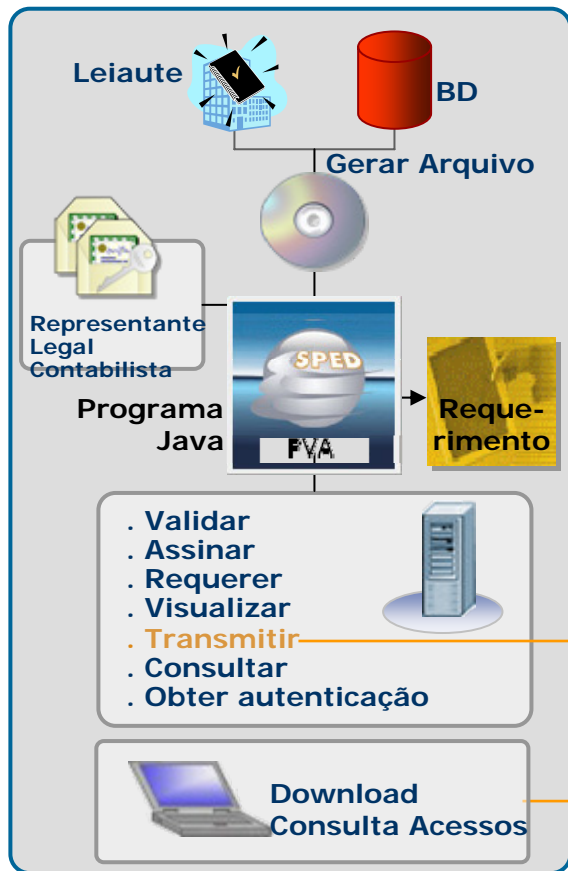 Leiaute
BD
Gerar Arquivo
Representante
Legal
Contabilista
SPED
Programa
Java
PVA
Reque-
rimento
. Validar
. Assinar
. Requerer
. Visualizar
. Transmitir
. Consultar
. Obter autenticação
Download
Consulta Acessos